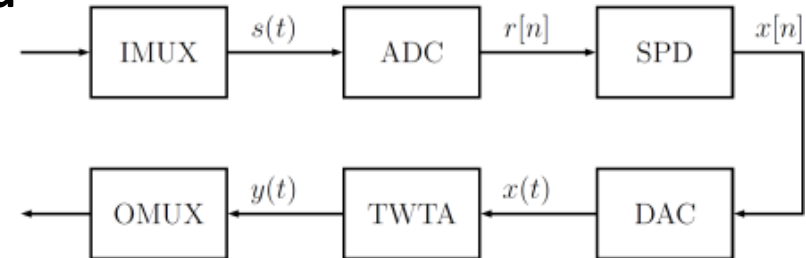 IMUX s(t) ADC r[n] SPD x[n]
OMUX y(t) TWTA x(t) DAC